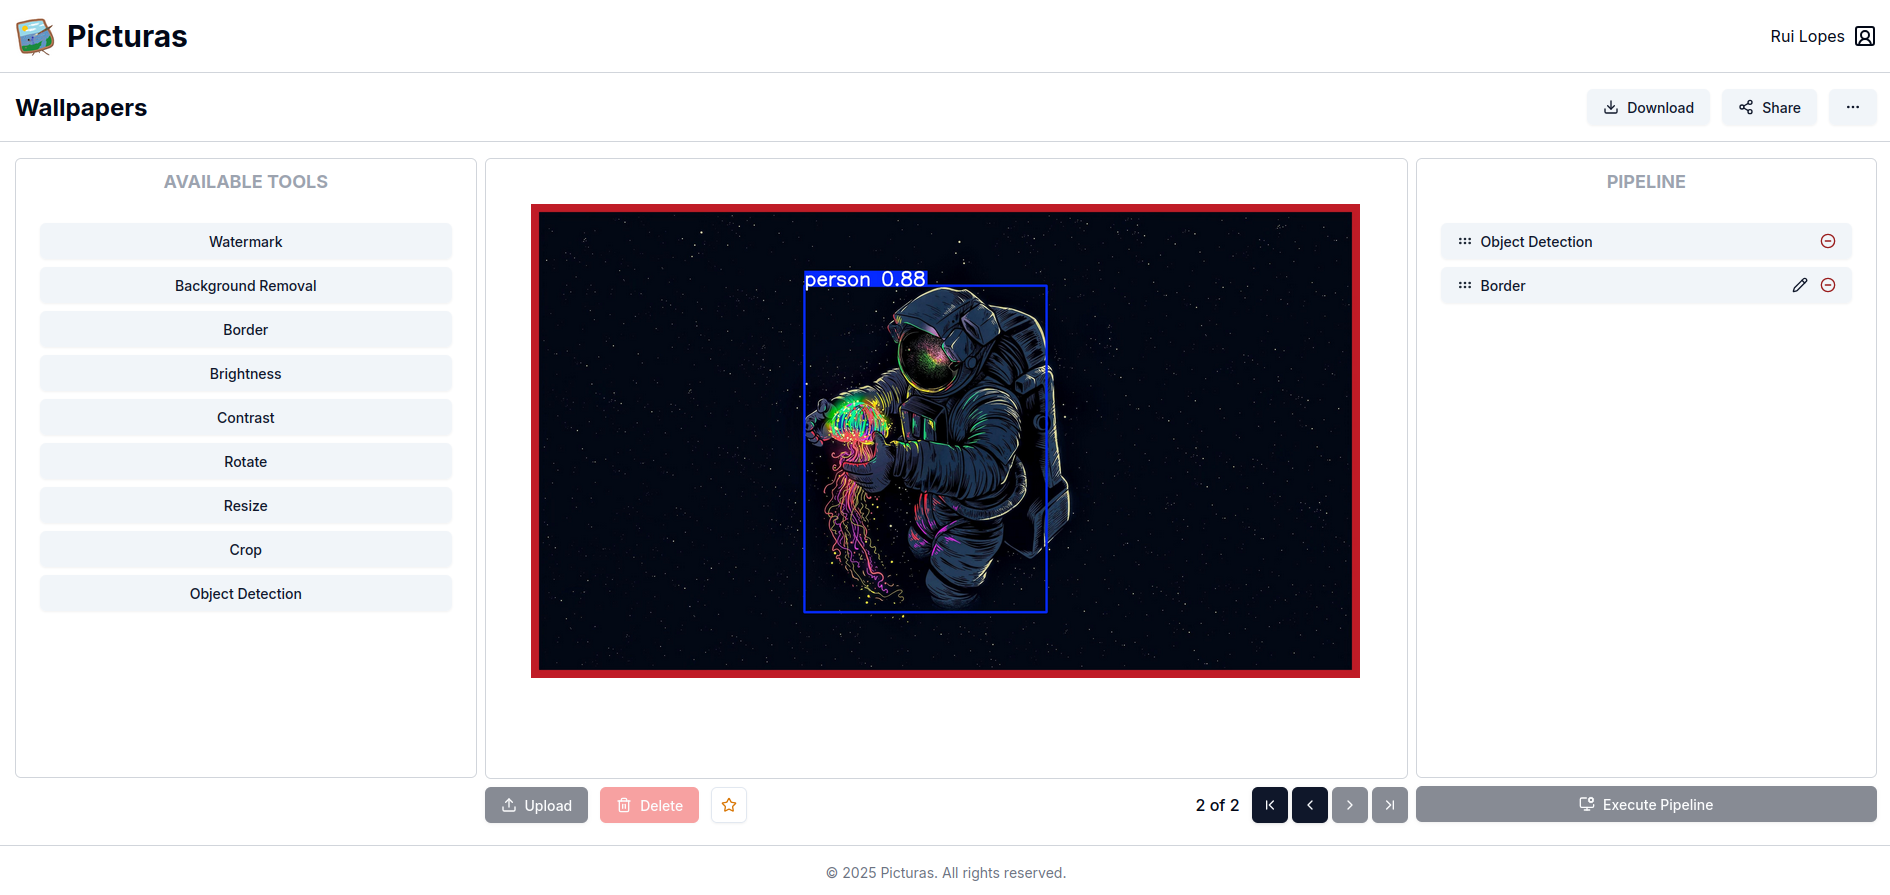 Picturas
Rui Lopes
Wallpapers
Download
Share
AVAILABLE TOOLS
Watermark
Background Removal
Border
Brightness
Contrast
Rotate
Resize
Crop
Object Detection
person 0.88
Upload
Delete
2 of 2
PIPELINE
Object Detection
Border
Execute Pipeline
© 2025 Picturas. All rights reserved.